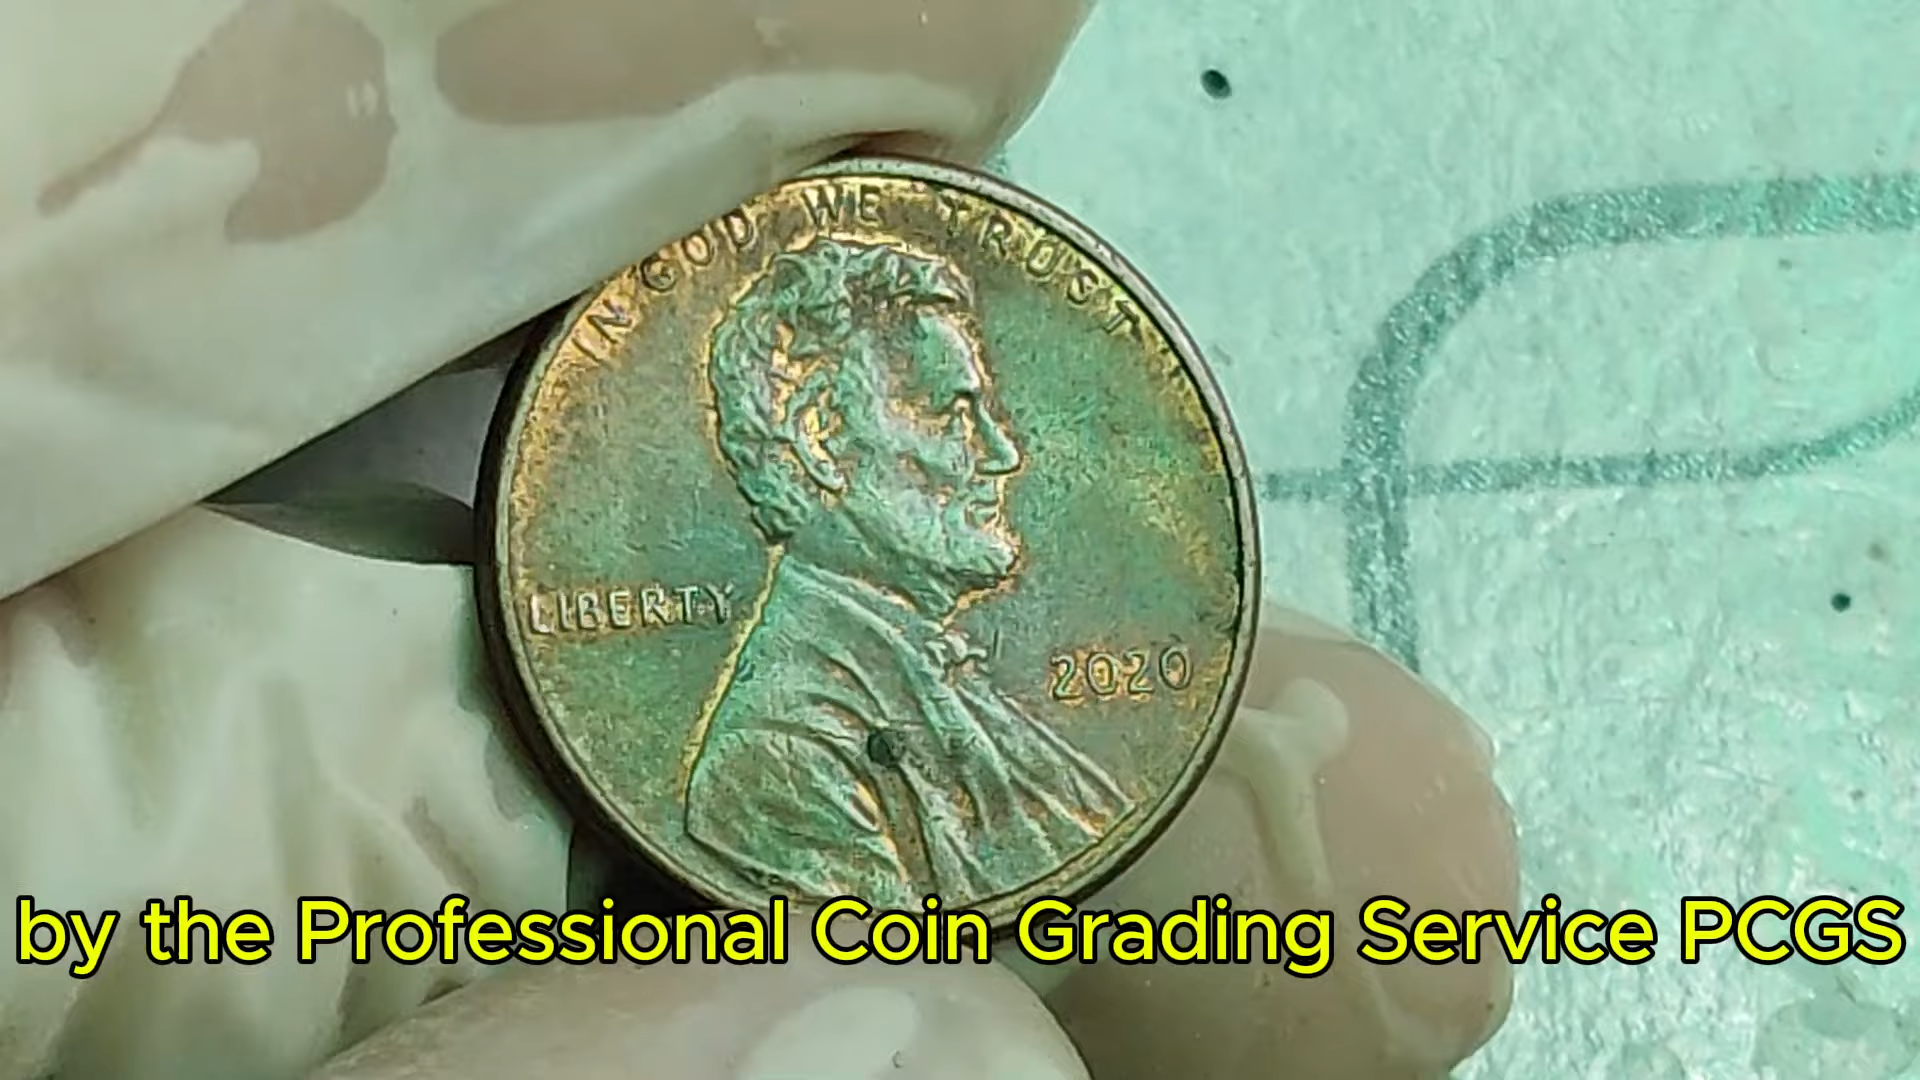 IN GOD WE TRUST
LIBERTY
2020
by the Professional Coin Grading Service PCGS